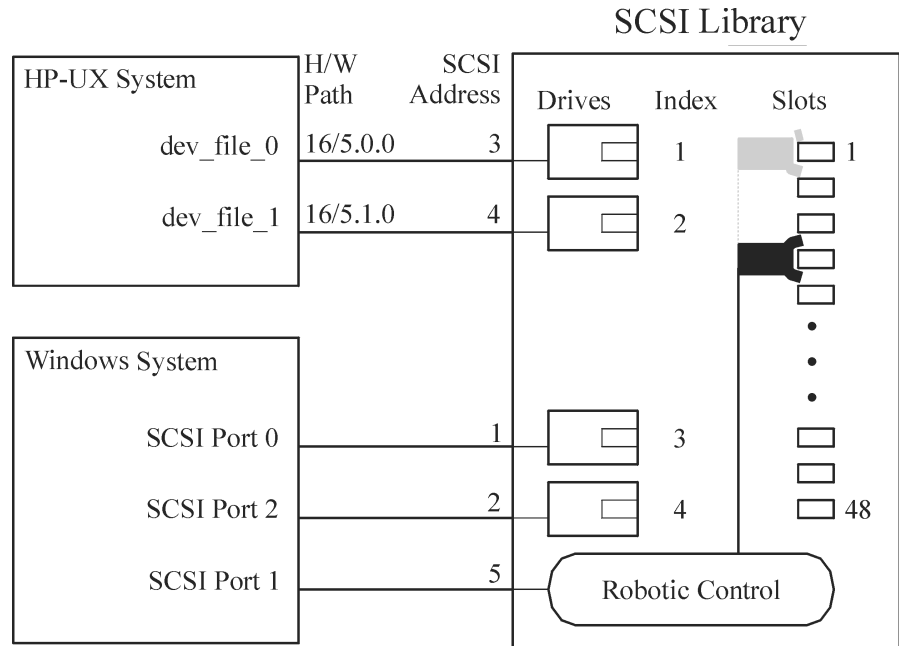 SCSI Library
HP-UX System
H/W Path
SCSI Address
Drives
Index
Slots
dev_file_0
16/5.0.0
3
1
1
dev_file_1
16/5.1.0
4
2
Windows System
SCSI Port 0
1
3
SCSI Port 2
2
4
48
SCSI Port 1
5
Robotic Control